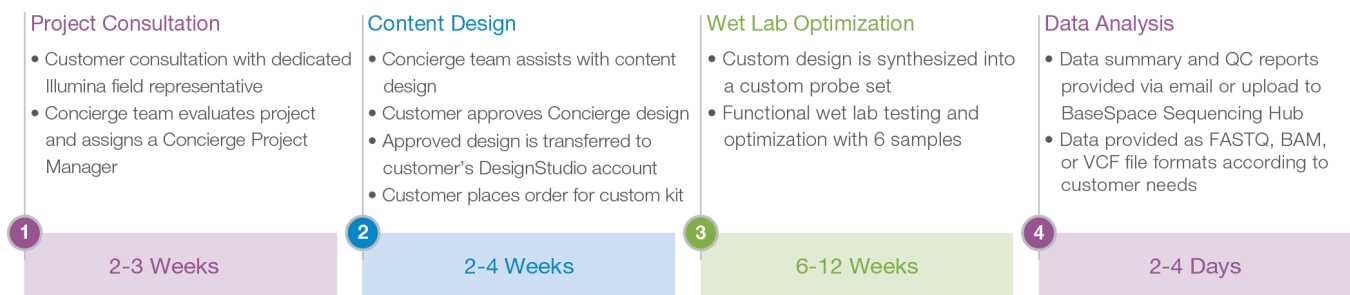 Project Consultation
• Customer consultation with dedicated
Illumina field representative
• Concierge team evaluates project
and assigns a Concierge Project
Manager
1
2-3 Weeks
Content Design
• Concierge team assists with content
design
• Customer approves Concierge design
• Approved design is transferred to
customer's DesignStudio account
• Customer places order for custom kit
2
2-4 Weeks
Wet Lab Optimization
• Custom design is synthesized into
a custom probe set
• Functional wet lab testing and
optimization with 6 samples
3
6-12 Weeks
Data Analysis
• Data summary and QC reports
provided via email or upload to
BaseSpace Sequencing Hub
• Data provided as FASTQ, BAM,
or VCF file formats according to
customer needs
4
2-4 Days